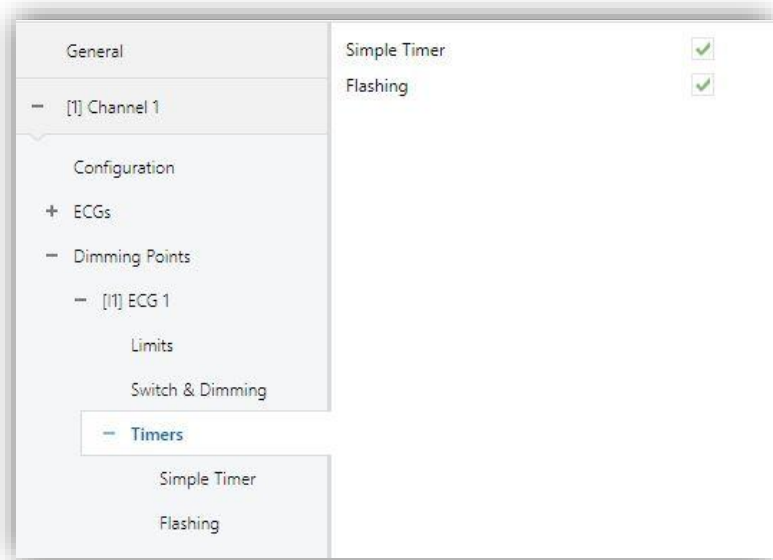 General
− [1] Channel 1
Configuration
+ ECGs
− Dimming Points
− [I1] ECG 1
Limits
Switch & Dimming
− Timers
Simple Timer
Flashing
Simple Timer
Flashing